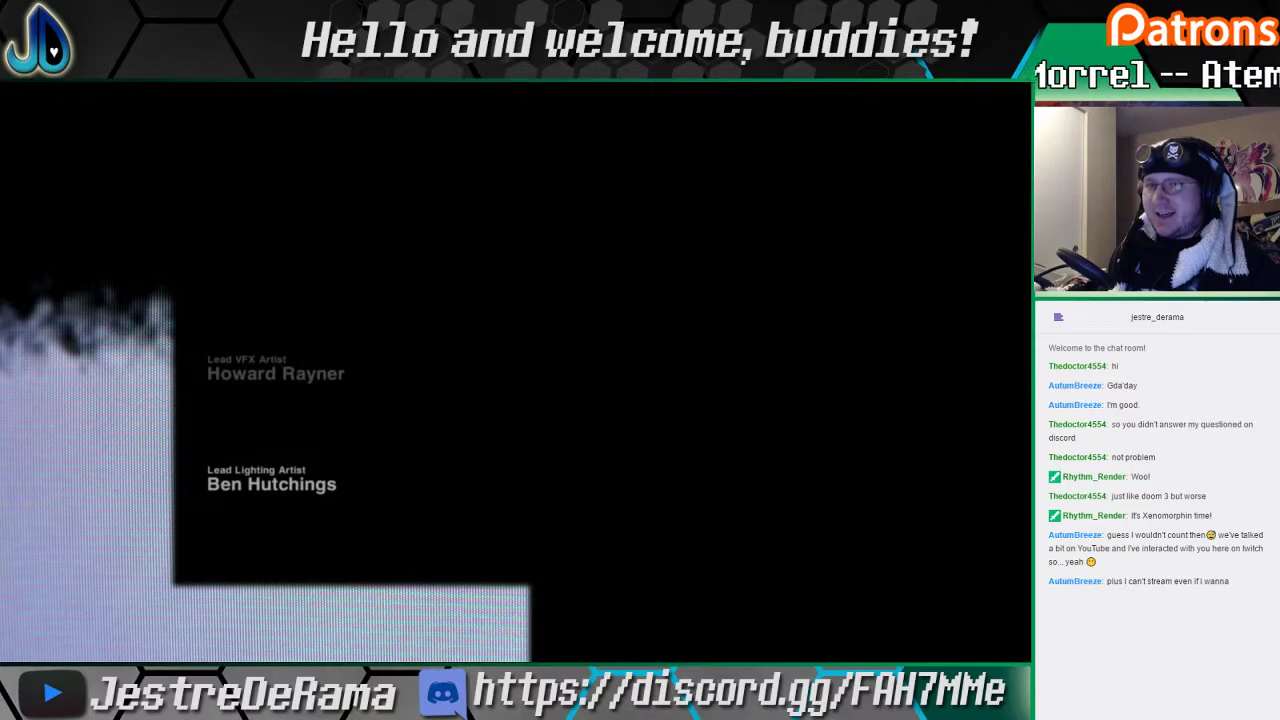 Hello and welcome, buddies!
Patrons
Morrel -- Atem
jestre_derama
Welcome to the chat room!
Thedoctor4554: hi
AutumBreeze: Gda'day
AutumBreeze: I'm good.
Thedoctor4554: so you didn't answer my questioned on
discord
Thedoctor4554: not problem
Rhythm_Render: Woo!
Thedoctor4554: just like doom 3 but worse
Rhythm_Render: It's Xenomorphin time!
AutumBreeze: guess I wouldn't count then😅 we've talked
a bit on YouTube and I've interacted with you here on twitch
so... yeah 😶
AutumBreeze: plus I can't stream even if i wanna
Lead VFX Artist
Howard Rayner
Lead Lighting Artist
Ben Hutchings
JestreDeRama
https://discord.gg/FAH7MMe